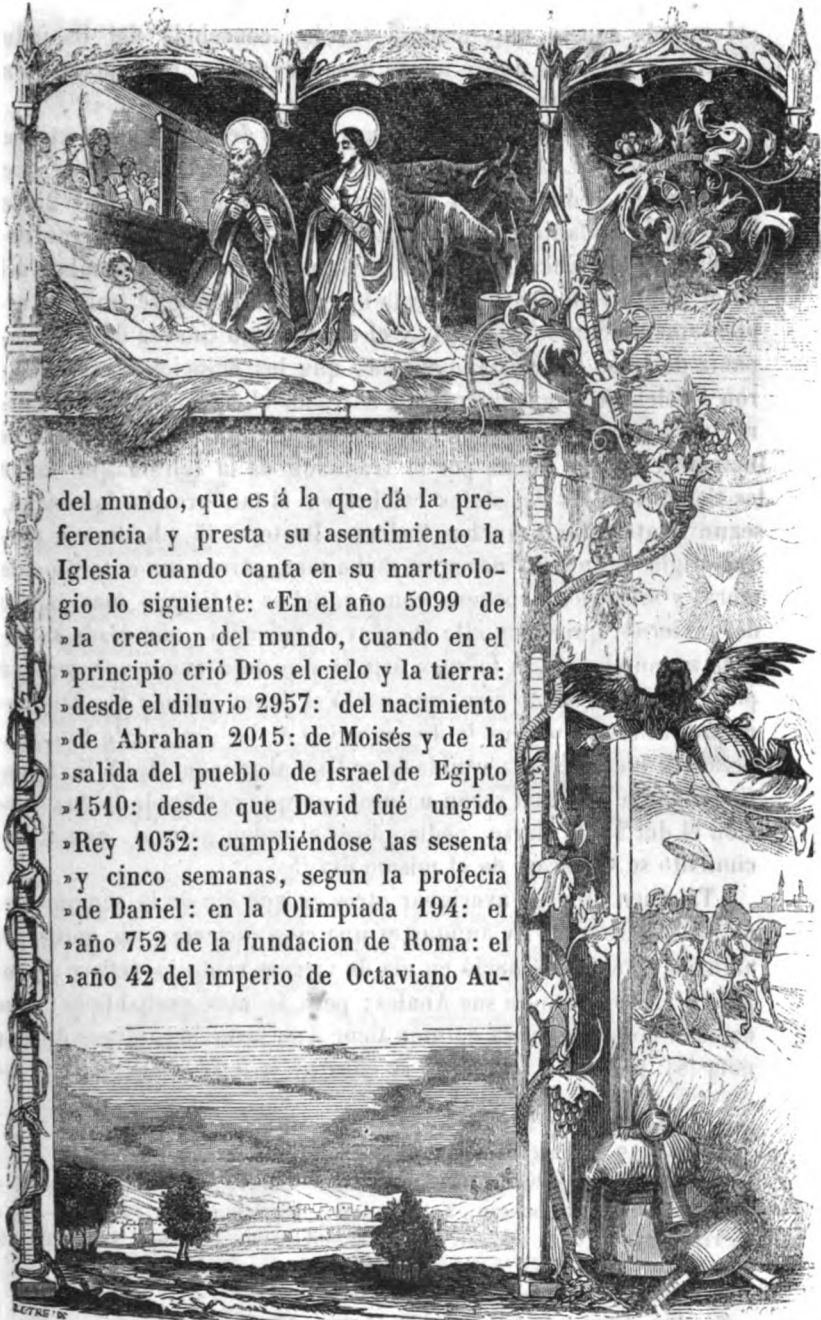 del mundo, que es á la que dá la pre-
ferencia y presta su asentimiento la
Iglesia cuando canta en su martirolo-
gio lo siguiente: «En el año 5099 de
»la creacion del mundo, cuando en el
»principio crió Dios el cielo y la tierra:
»desde el diluvio 2957: del nacimiento
»de Abrahan 2015: de Moisés y de la
»salida del pueblo de Israel de Egipto
»1510: desde que David fué ungido
»Rey 1032: cumpliéndose las sesenta
»y cinco semanas, segun la profecía
»de Daniel: en la Olimpíada 194: el
»año 752 de la fundacion de Roma: el
»año 42 del imperio de Octaviano Au-